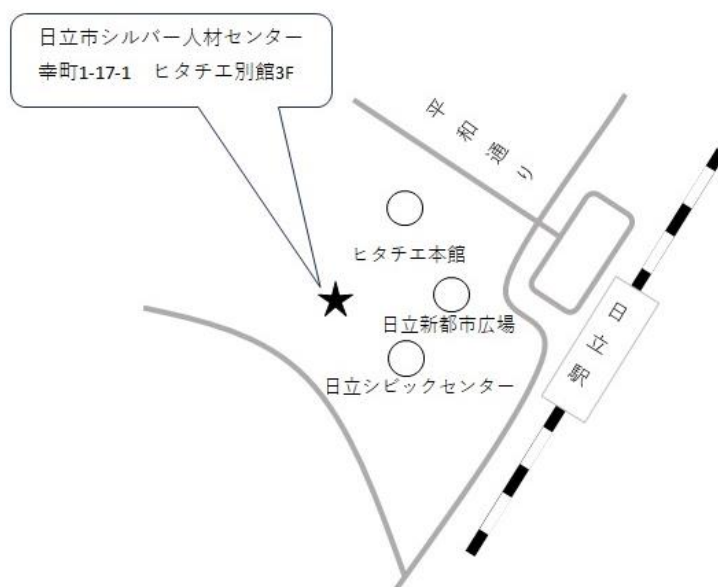 日立市シルバー人材センター
幸町1-17-1　ヒタチエ別館3F
平和通り
ヒタチエ本館
日立新都市広場
日立シビックセンター
日立駅